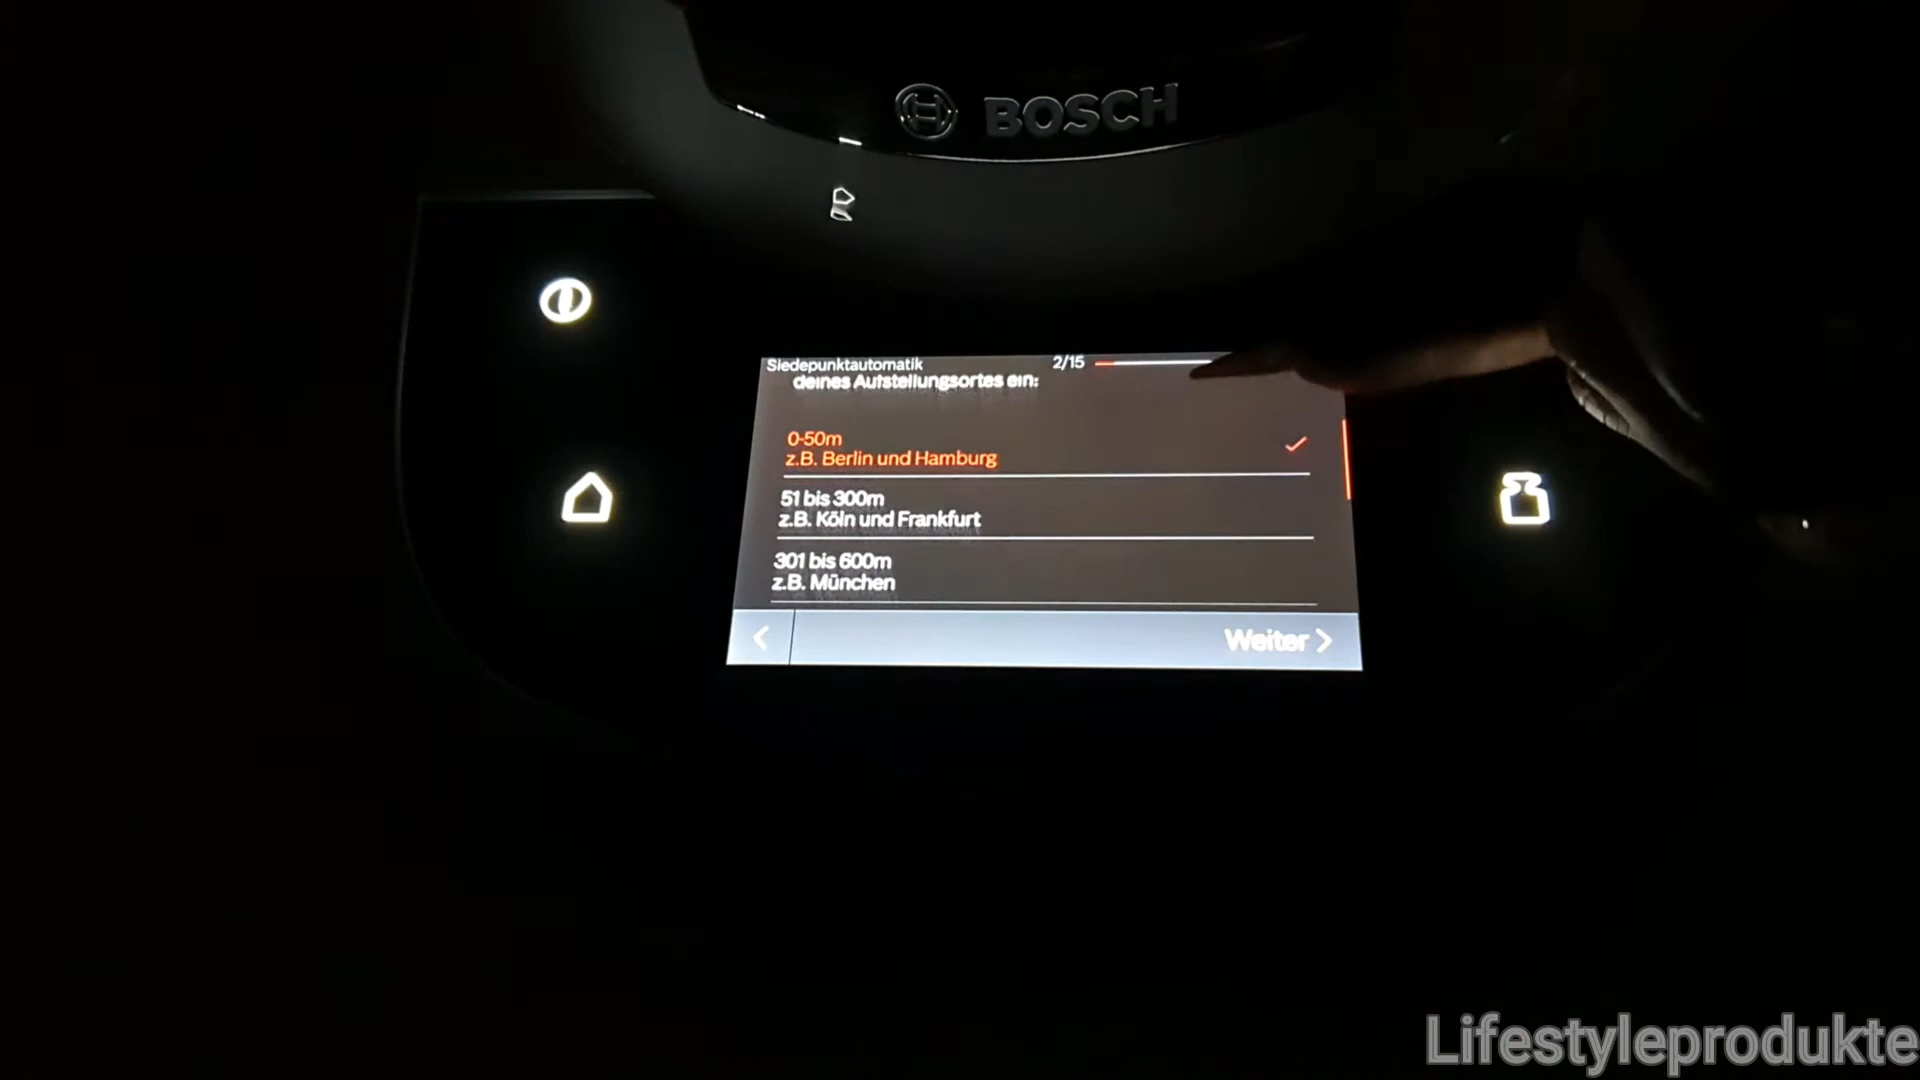 BOSCH
Siedepunktautomatik 2/15
deines Aufstellungsortes ein:
0-50m
z.B. Berlin und Hamburg
51 bis 300m
z.B. Köln und Frankfurt
301 bis 600m
z.B. München
Weiter
Lifestyleprodukte